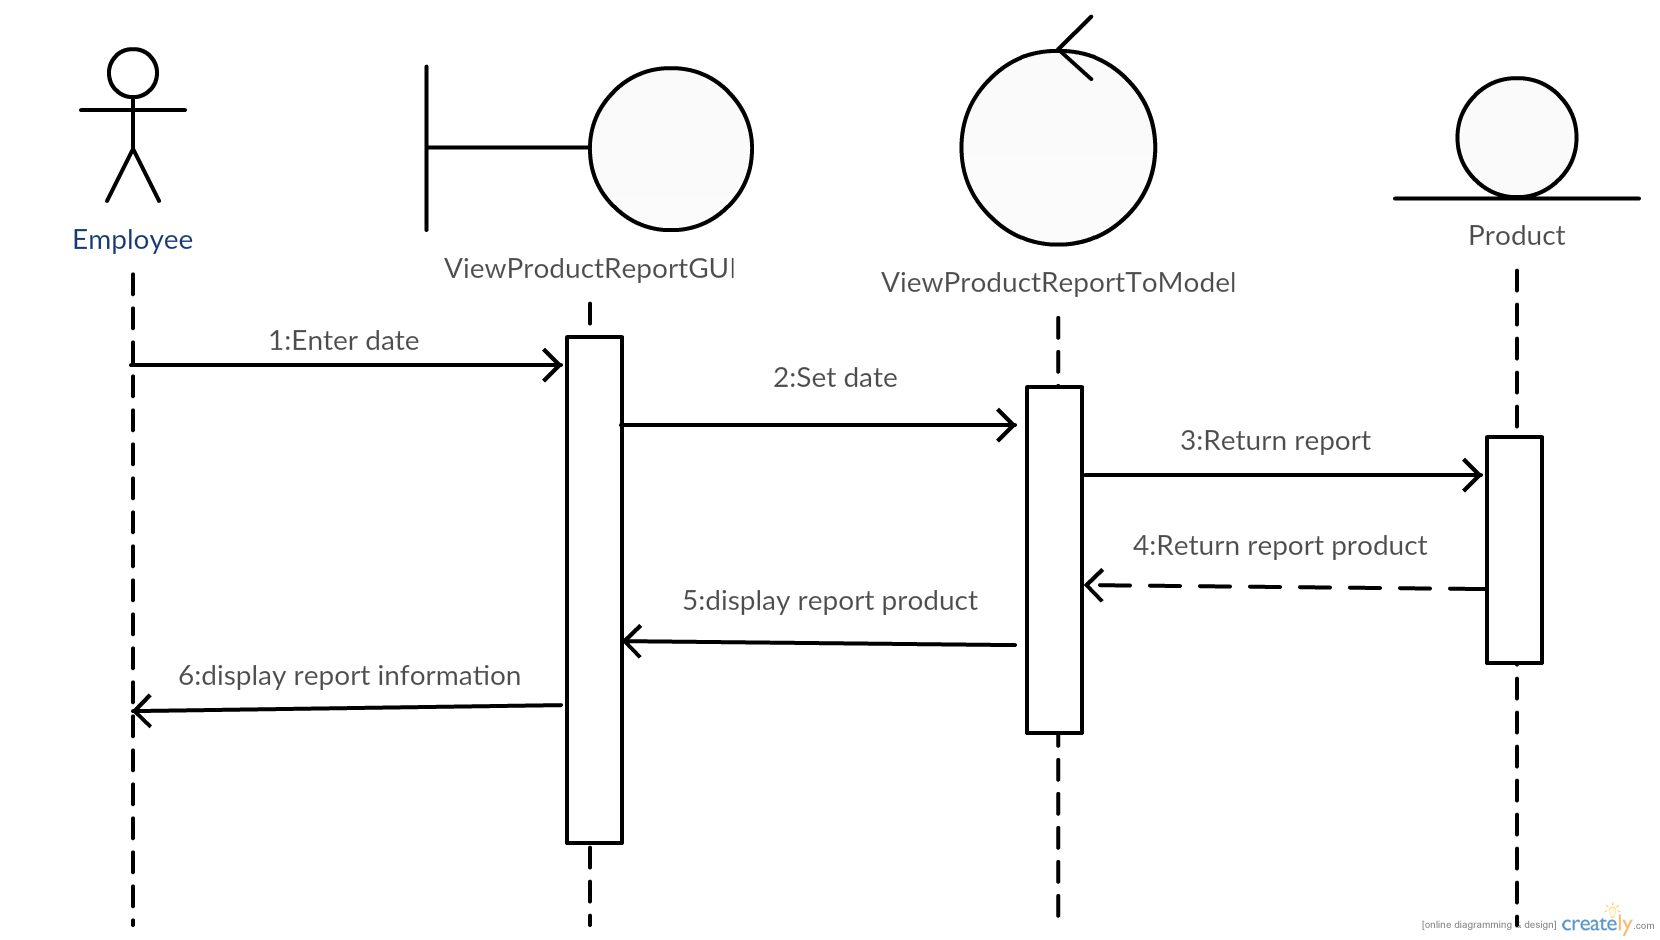 Employee
ViewProductReportGUI
ViewProductReportToModel
Product
1:Enter date
2:Set date
3:Return report
4:Return report product
5:display report product
6:display report information
[online diagramming & design] creately.com